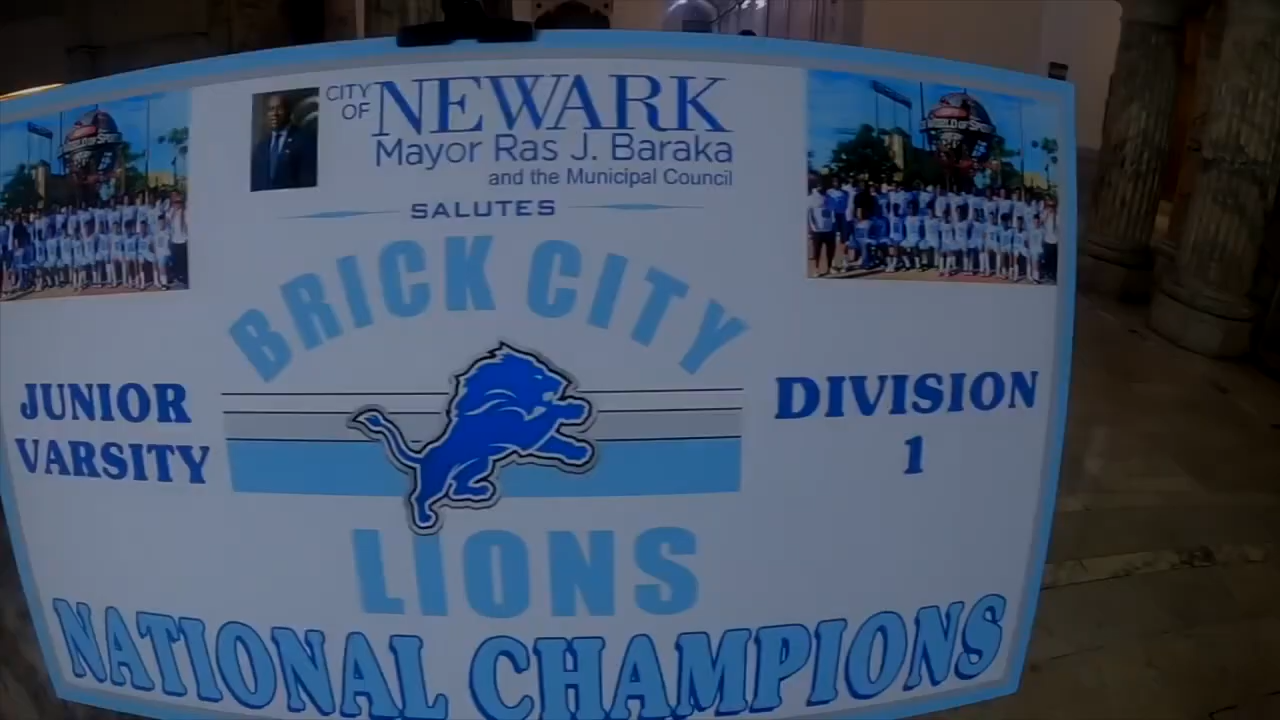 CITY OF NEWARK
Mayor Ras J. Baraka
and the Municipal Council
SALUTES
BRICK CITY
JUNIOR VARSITY
DIVISION 1
LIONS
NATIONAL CHAMPIONS